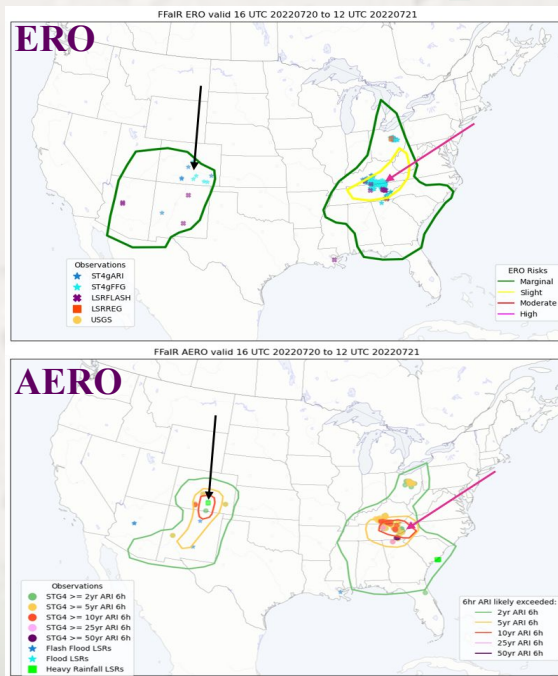 FFaIR ERO valid 16 UTC 20220720 to 12 UTC 20220721
ERO
Observations
ST4gARI
ST4gFFG
LSRFLASH
LSRREG
USGS
ERO Risks
Marginal
Slight
Moderate
High
FFaIR AERO valid 16 UTC 20220720 to 12 UTC 20220721
AERO
Observations
STG4 >= 2yr ARI 6h
STG4 >= 5yr ARI 6h
STG4 >= 10yr ARI 6h
STG4 >= 25yr ARI 6h
STG4 >= 50yr ARI 6h
Flash Flood LSRs
Flood LSRs
Heavy Rainfall LSRs
6hr ARI likely exceeded:
2yr ARI 6h
5yr ARI 6h
10yr ARI 6h
25yr ARI 6h
50yr ARI 6h